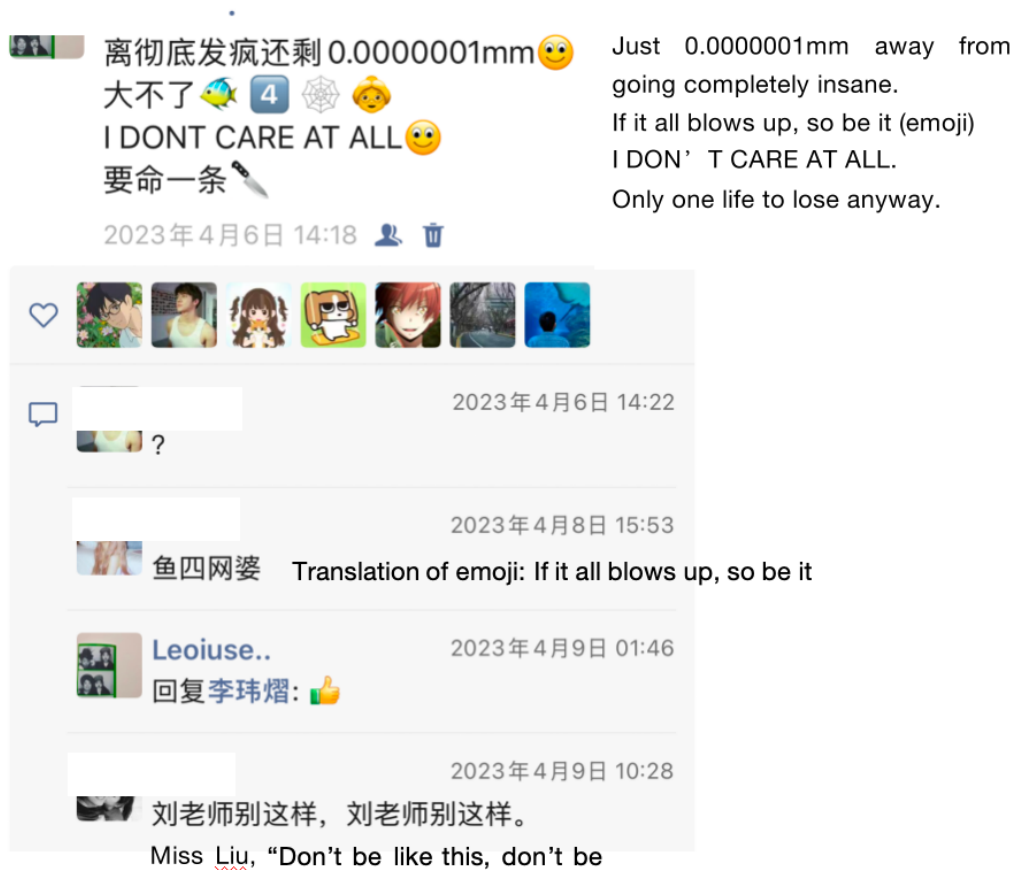 离彻底发疯还剩0.0000001mm🙂
大不了🐠4️⃣🕸️👵
I DONT CARE AT ALL🙂
要命一条🔪
2023年4月6日 14:18
Just 0.0000001mm away from
going completely insane.
If it all blows up, so be it (emoji)
I DON’T CARE AT ALL.
Only one life to lose anyway.
2023年4月6日 14:22
?
2023年4月8日 15:53
鱼四网婆
Translation of emoji: If it all blows up, so be it
Leoiuse..
2023年4月9日 01:46
回复李玮熠: 👍
2023年4月9日 10:28
刘老师别这样，刘老师别这样。
Miss Liu, “Don’t be like this, don’t be